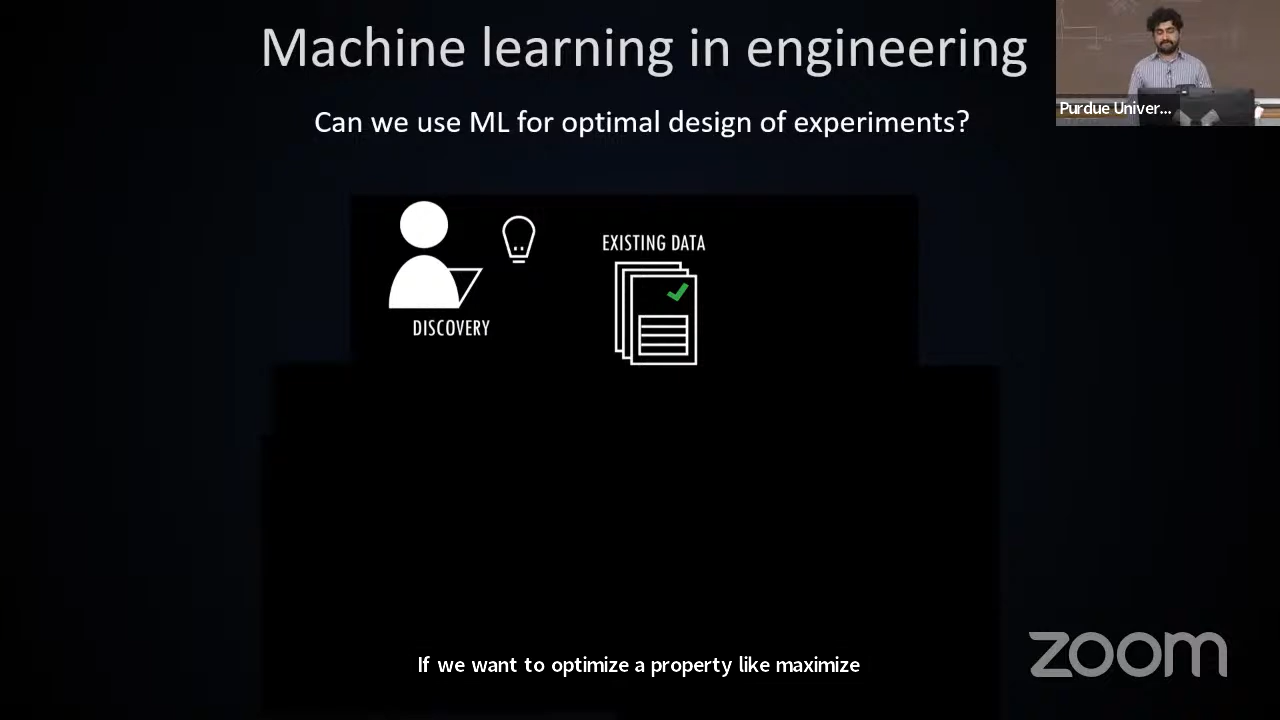 Machine learning in engineering
Can we use ML for optimal design of experiments?
Purdue Univer...
EXISTING DATA
DISCOVERY
If we want to optimize a property like maximize
zoom